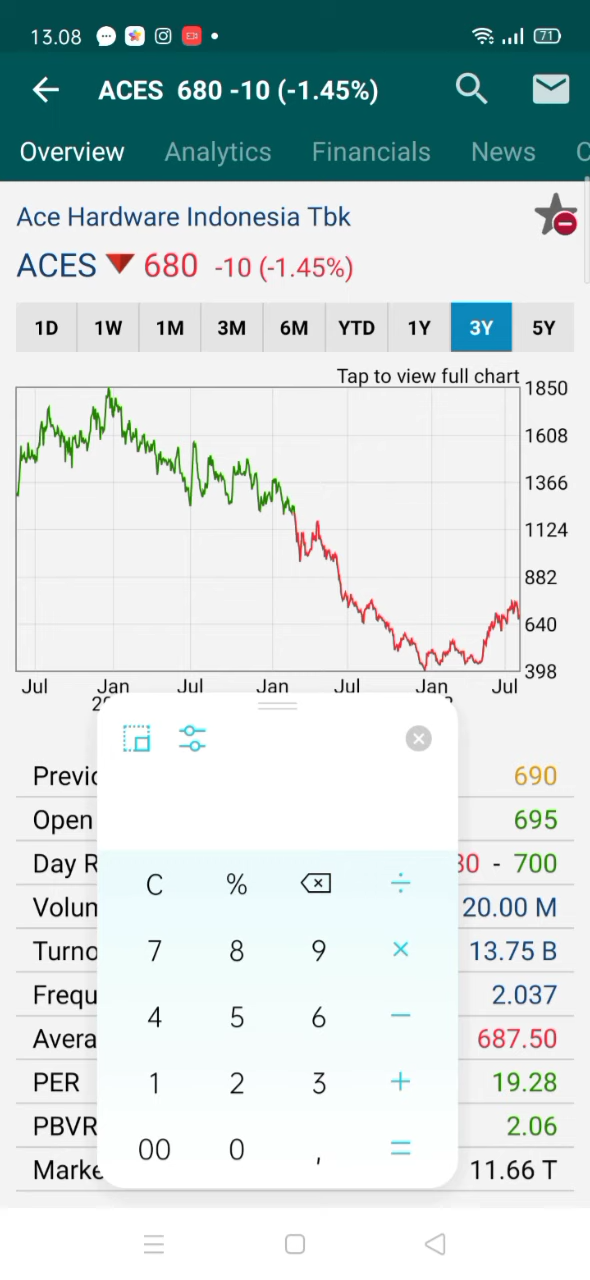 13.08
71
ACES 680 -10 (-1.45%)
Overview Analytics Financials News C
Ace Hardware Indonesia Tbk
ACES 680 -10 (-1.45%)
1D 1W 1M 3M 6M YTD 1Y 3Y 5Y
Tap to view full chart
1850
1608
1366
1124
882
640
398
Jul Jan Jul Jan Jul Jan Jul
Previc 690
Open 695
Day R 30 - 700
Volun 20.00 M
Turno 13.75 B
Frequ 2.037
Avera 687.50
PER 19.28
PBVR 2.06
Marke 11.66 T
C % ÷
7 8 9 ×
4 5 6 −
1 2 3 +
00 0 , =